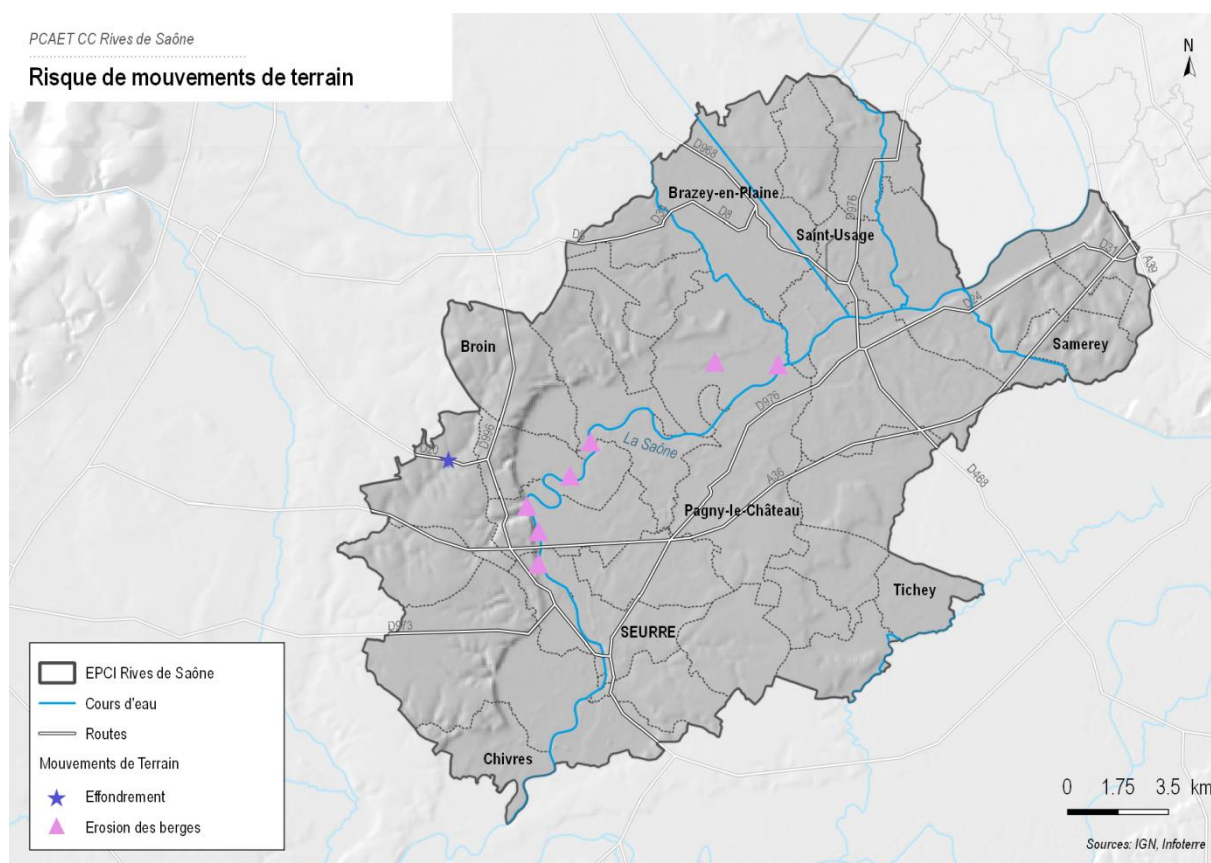 PCAET CC Rives de Saône
Risque de mouvements de terrain
N
D968
Brazey-en-Plaine
D8
D976
Saint-Usage
D31
A39
D24
Samerey
Broin
D996
D20
D976
La Saône
D468
A36
Pagny-le-Château
Tichey
D973
SEURRE
Chivres
EPCI Rives de Saône
Cours d'eau
Routes
Mouvements de Terrain
Effondrement
Erosion des berges
0 1.75 3.5 km
Sources: IGN, Infoterre